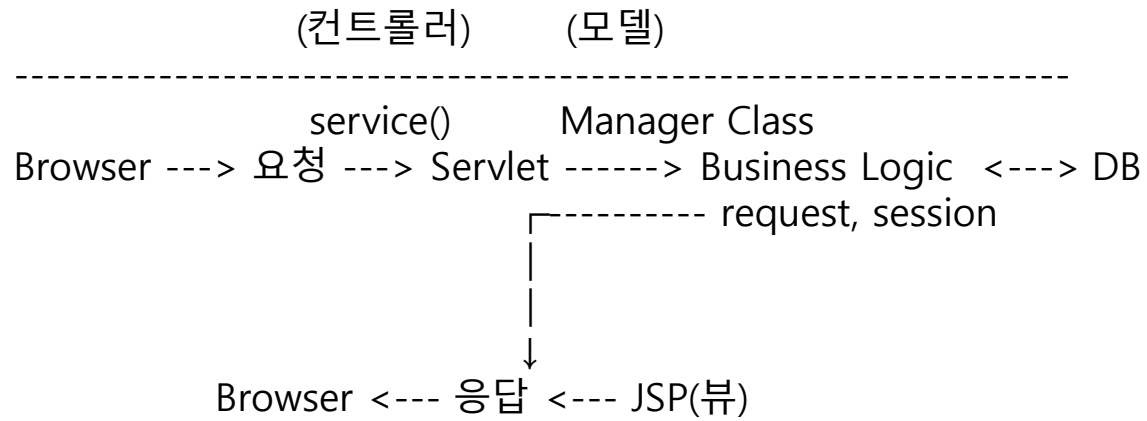 (컨트롤러) (모델)
-------------------------------------------------------------------
service() Manager Class
Browser ---> 요청 ---> Servlet ------> Business Logic <---> DB
┌---------- request, session
│
│
↓
Browser <--- 응답 <--- JSP(뷰)